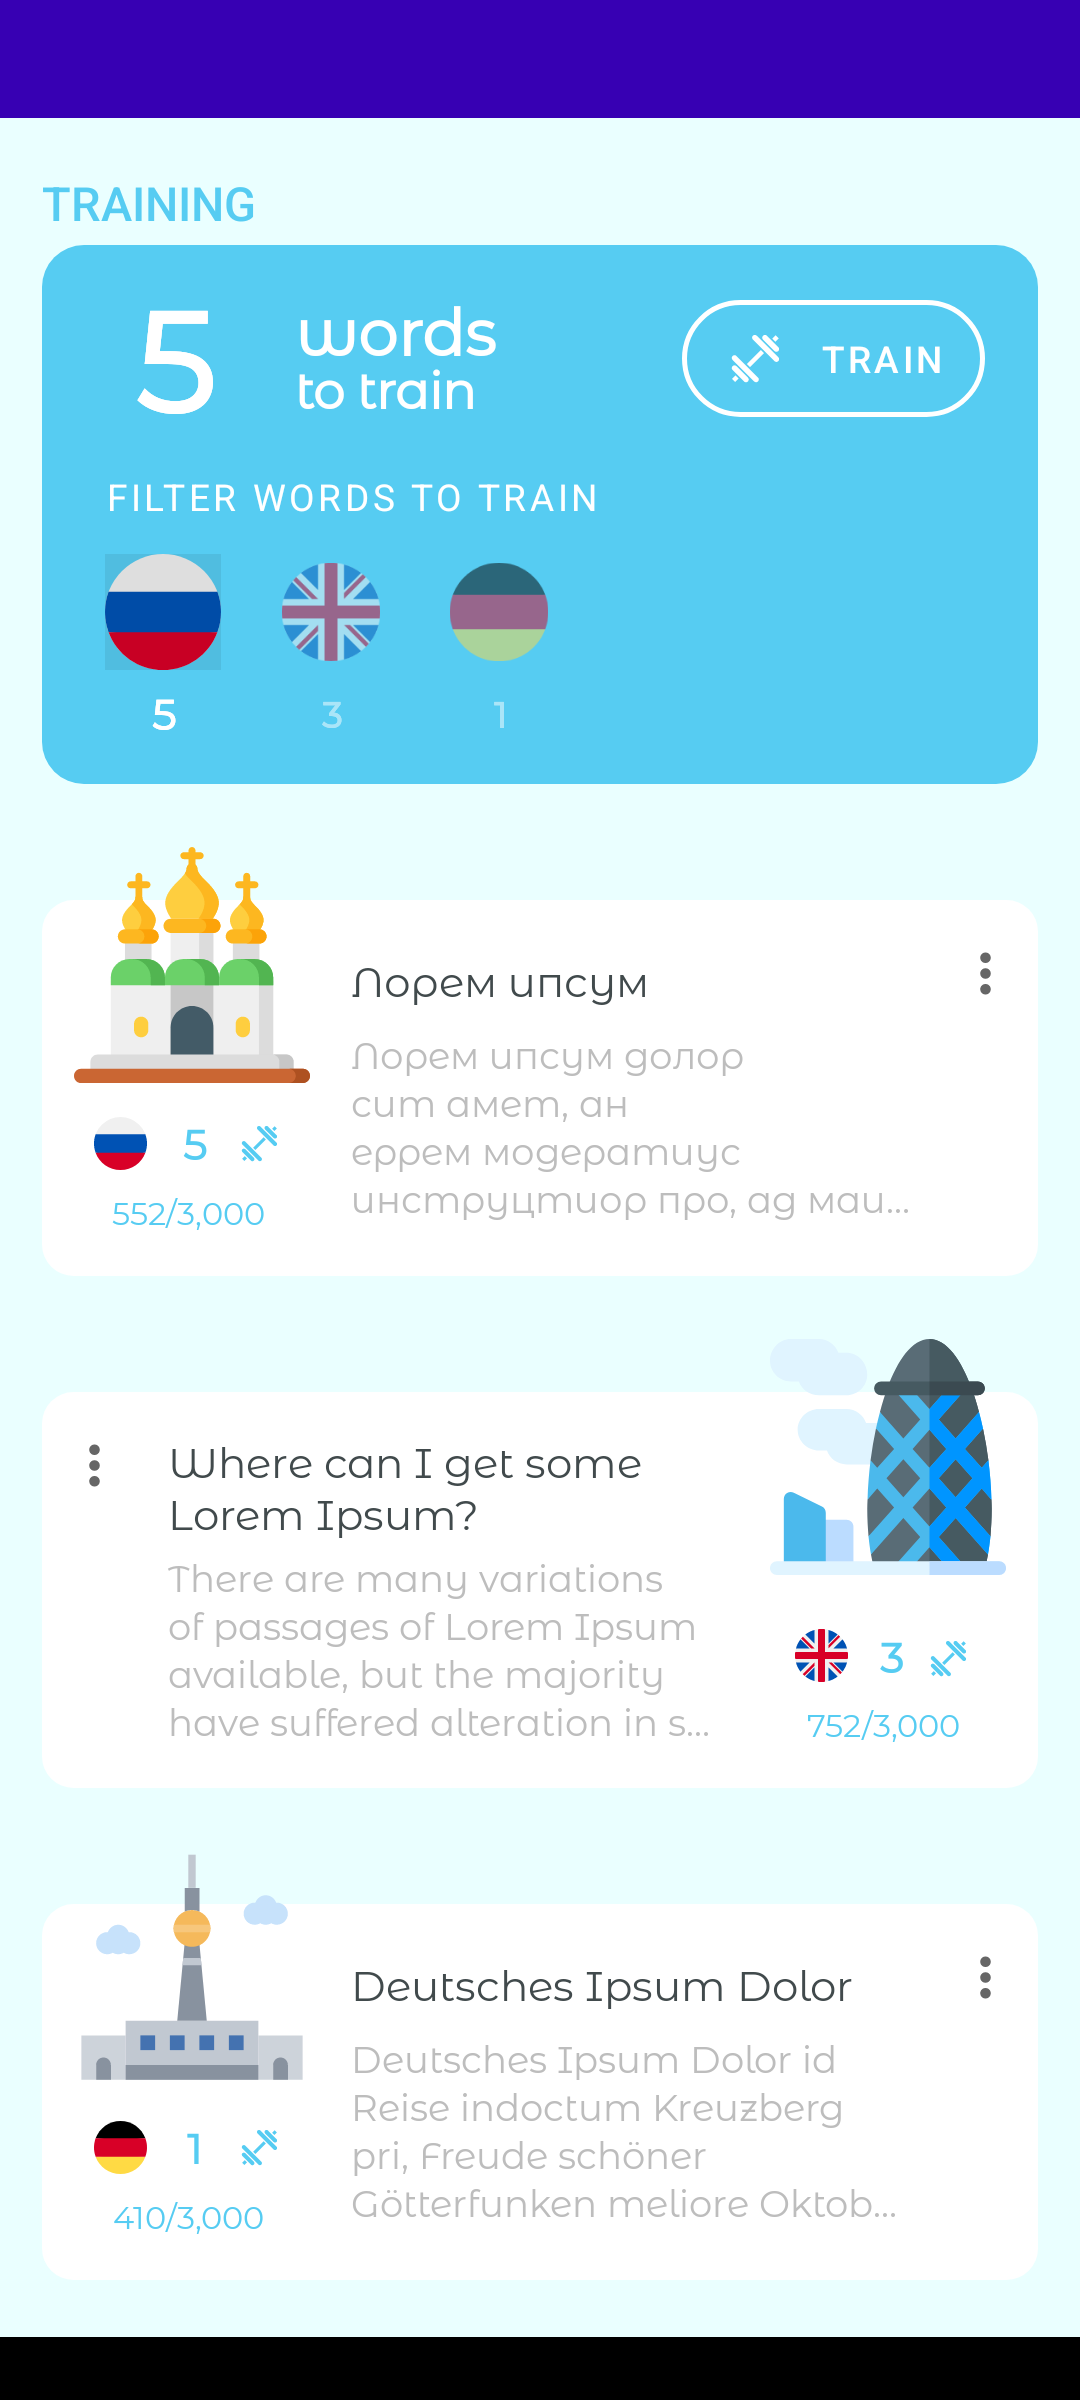 TRAINING
5 words
to train
TRAIN
FILTER WORDS TO TRAIN
5 3 1
Лорем ипсум
Лорем ипсум долор
сит амет, ан
еррем модератиус
инструцтиор про, ад маи...
5
552/3,000
Where can I get some
Lorem Ipsum?
There are many variations
of passages of Lorem Ipsum
available, but the majority
have suffered alteration in s...
3
752/3,000
Deutsches Ipsum Dolor
Deutsches Ipsum Dolor id
Reise indoctum Kreuzberg
pri, Freude schöner
Götterfunken meliore Oktob...
1
410/3,000